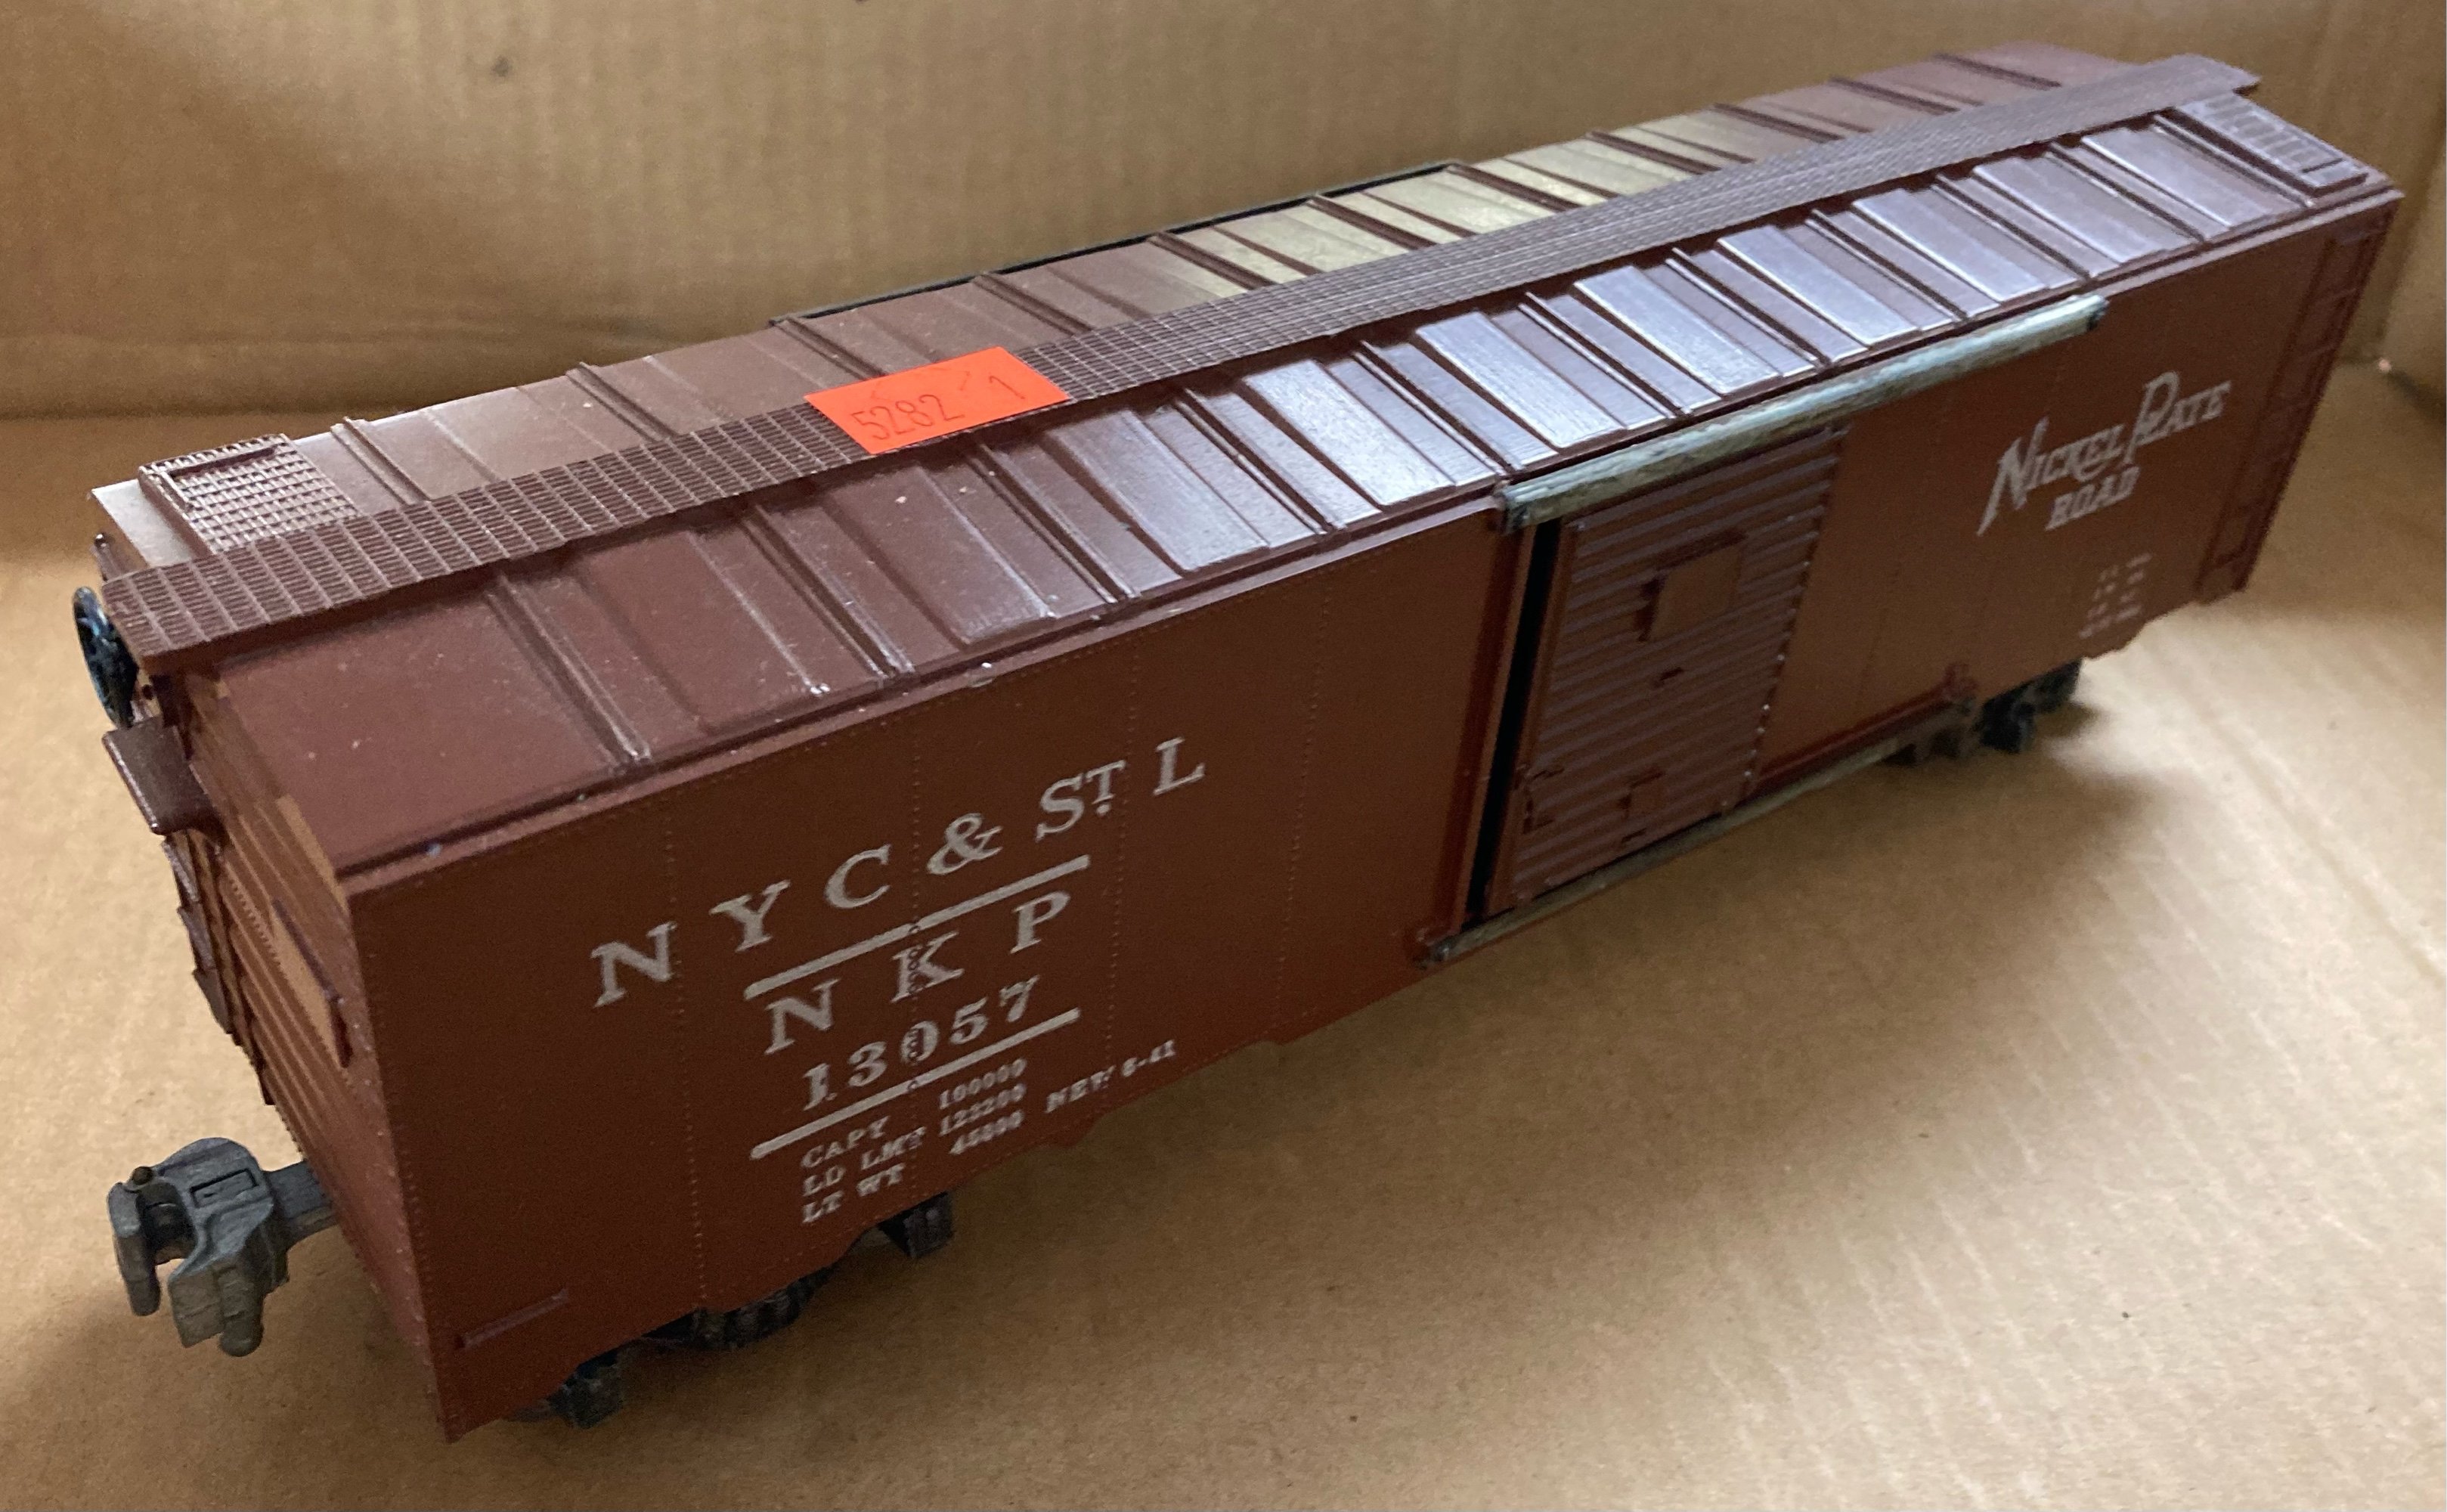 5282 1
NICKEL PLATE
ROAD
NYC & ST. L
NKP
13057
CAPY 100000
LD LMT 122200
LT WT 46800 NEW 6-41